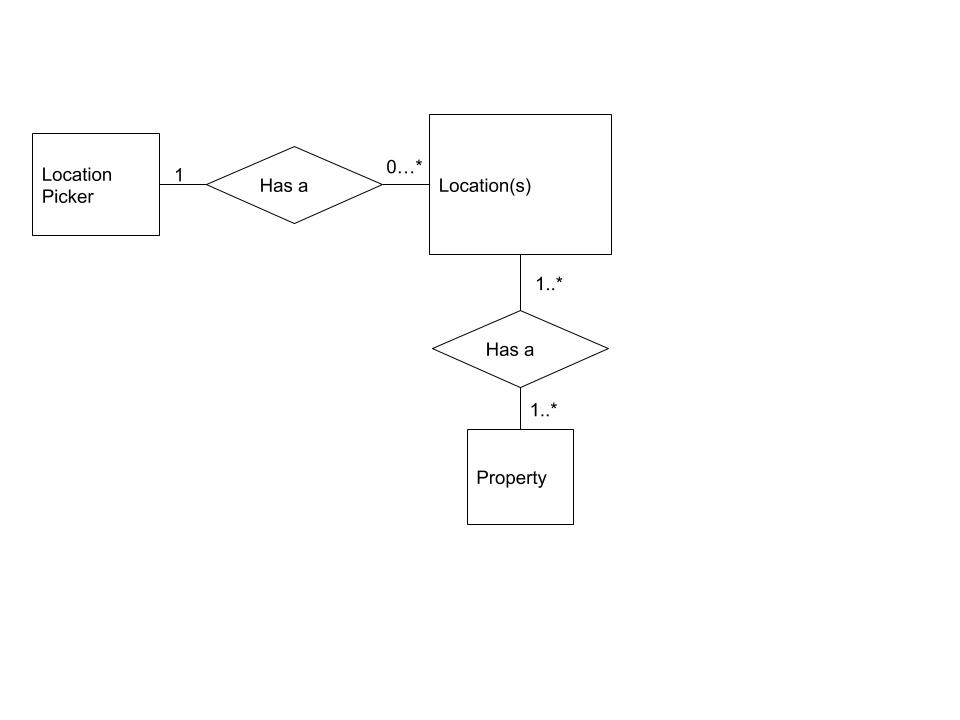 Location
Picker
1
Has a
0…*
Location(s)
1..*
Has a
1..*
Property